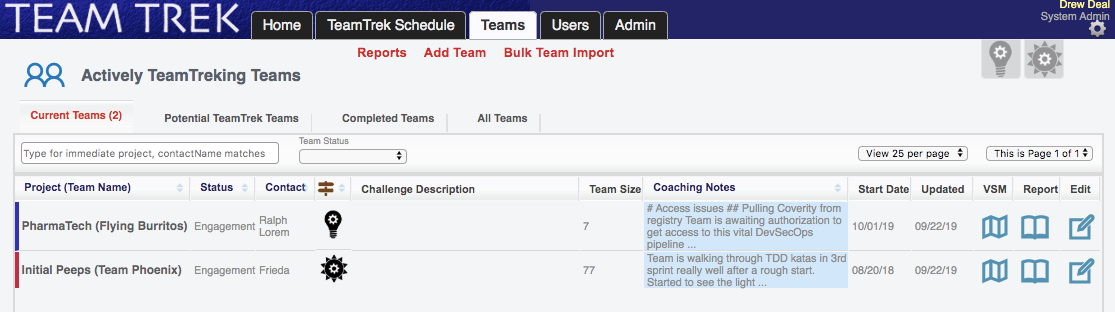 TEAM TREK
Home TeamTrek Schedule Teams Users Admin
Drew Deal
System Admin
Reports Add Team Bulk Team Import
Actively TeamTreking Teams
Current Teams (2) Potential TeamTrek Teams Completed Teams All Teams
Team Status
Type for immediate project, contactName matches
View 25 per page This is Page 1 of 1
Project (Team Name) Status Contact Challenge Description Team Size Coaching Notes Start Date Updated VSM Report Edit
PharmaTech (Flying Burritos) Engagement Ralph
Lorem
7
# Access issues ## Pulling Coverity from
registry Team is awaiting authorization to
get access to this vital DevSecOps
pipeline ...
10/01/19 09/22/19
Initial Peeps (Team Phoenix) Engagement Frieda 77
Team is walking through TDD katas in 3rd
sprint really well after a rough start.
Started to see the light ...
08/20/18 09/22/19